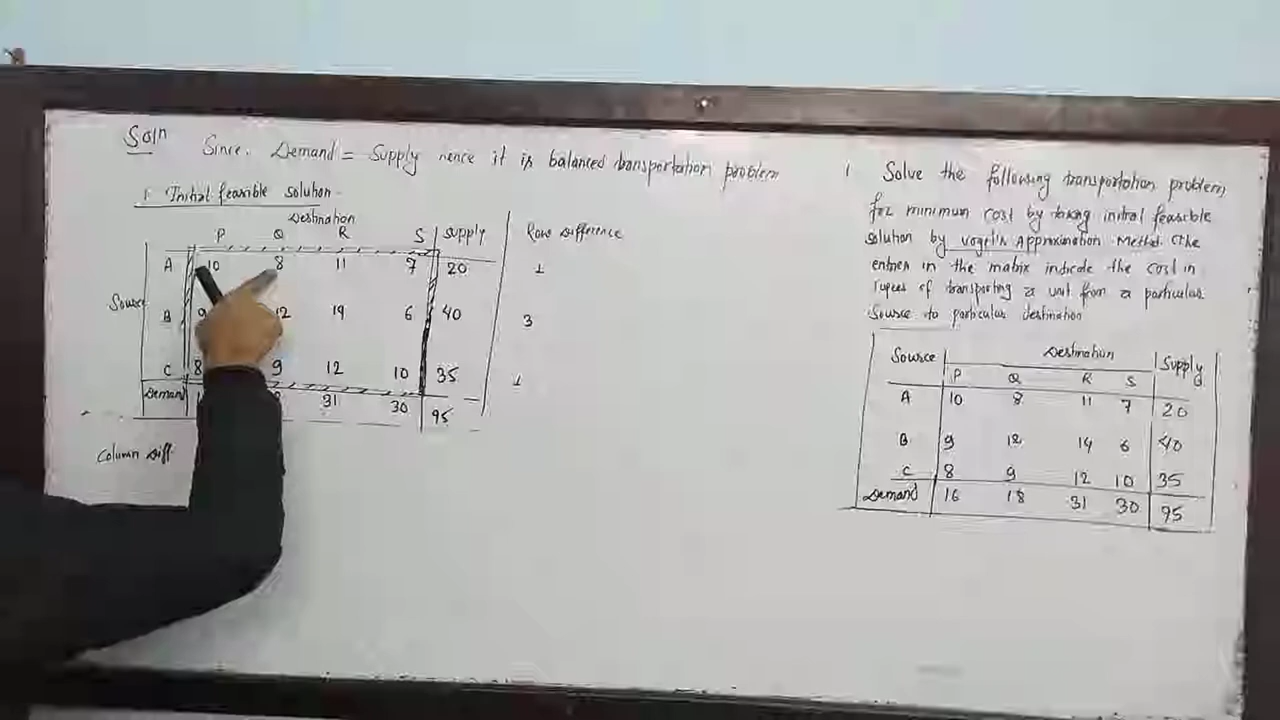 Soln Since. Demand = Supply hence it is balanced transportation problem
1 Initial feasible solution -
Destination
P Q R S Supply Row Difference
A 10 8 11 7 20 1
Source
B 9 12 19 6 40 3
C 8 9 12 10 35 1
Demand 31 30 95
Column Diff
1 Solve the following transportation problem
for minimum cost by initial feasible
solution by Vogel's Approximation Method. (The
entries in the matrix indicate the cost in
rupees of transporting a unit from a particular
Source to particular destination
Source Destination Supply
P Q R S
A 10 8 11 7 20
B 9 12 14 6 40
C 8 9 12 10 35
Demand 16 18 31 30 95